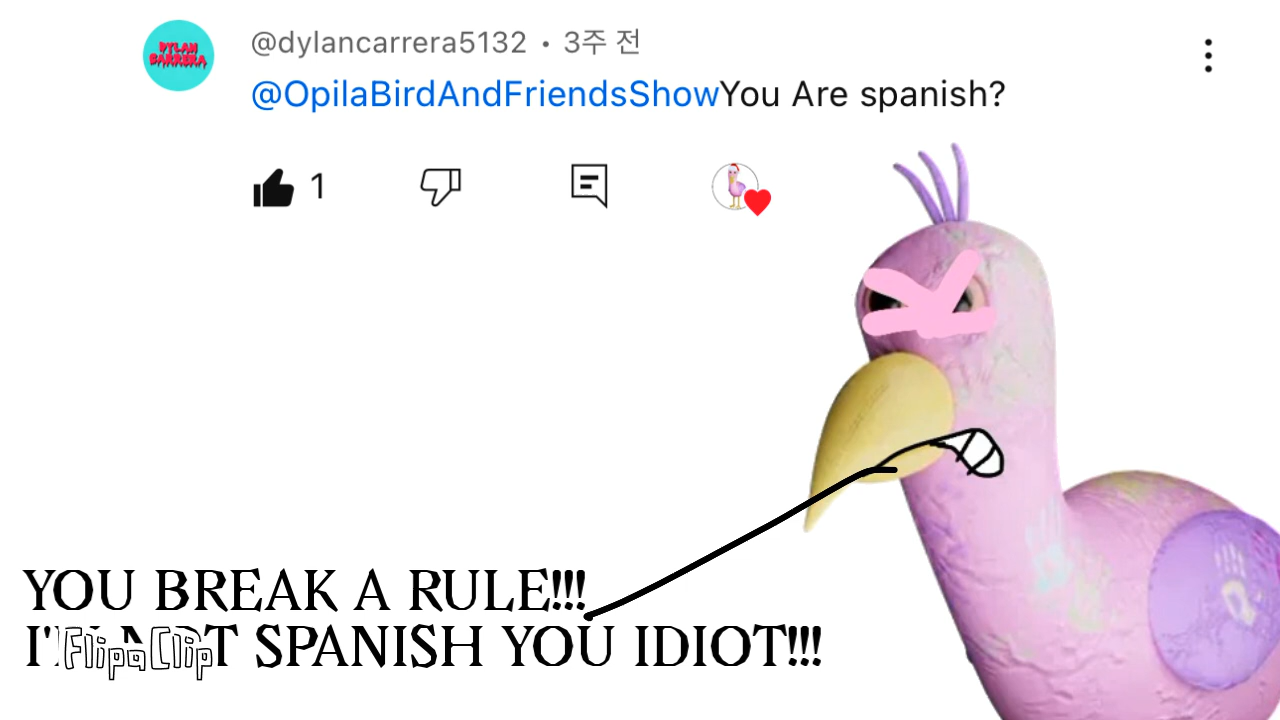 DYLAN
CARRERA
@dylancarrera5132 • 3주 전
@OpilaBirdAndFriendsShowYou Are spanish?
1
YOU BREAK A RULE!!!
SPANISH YOU IDIOT!!!
FlipaClip